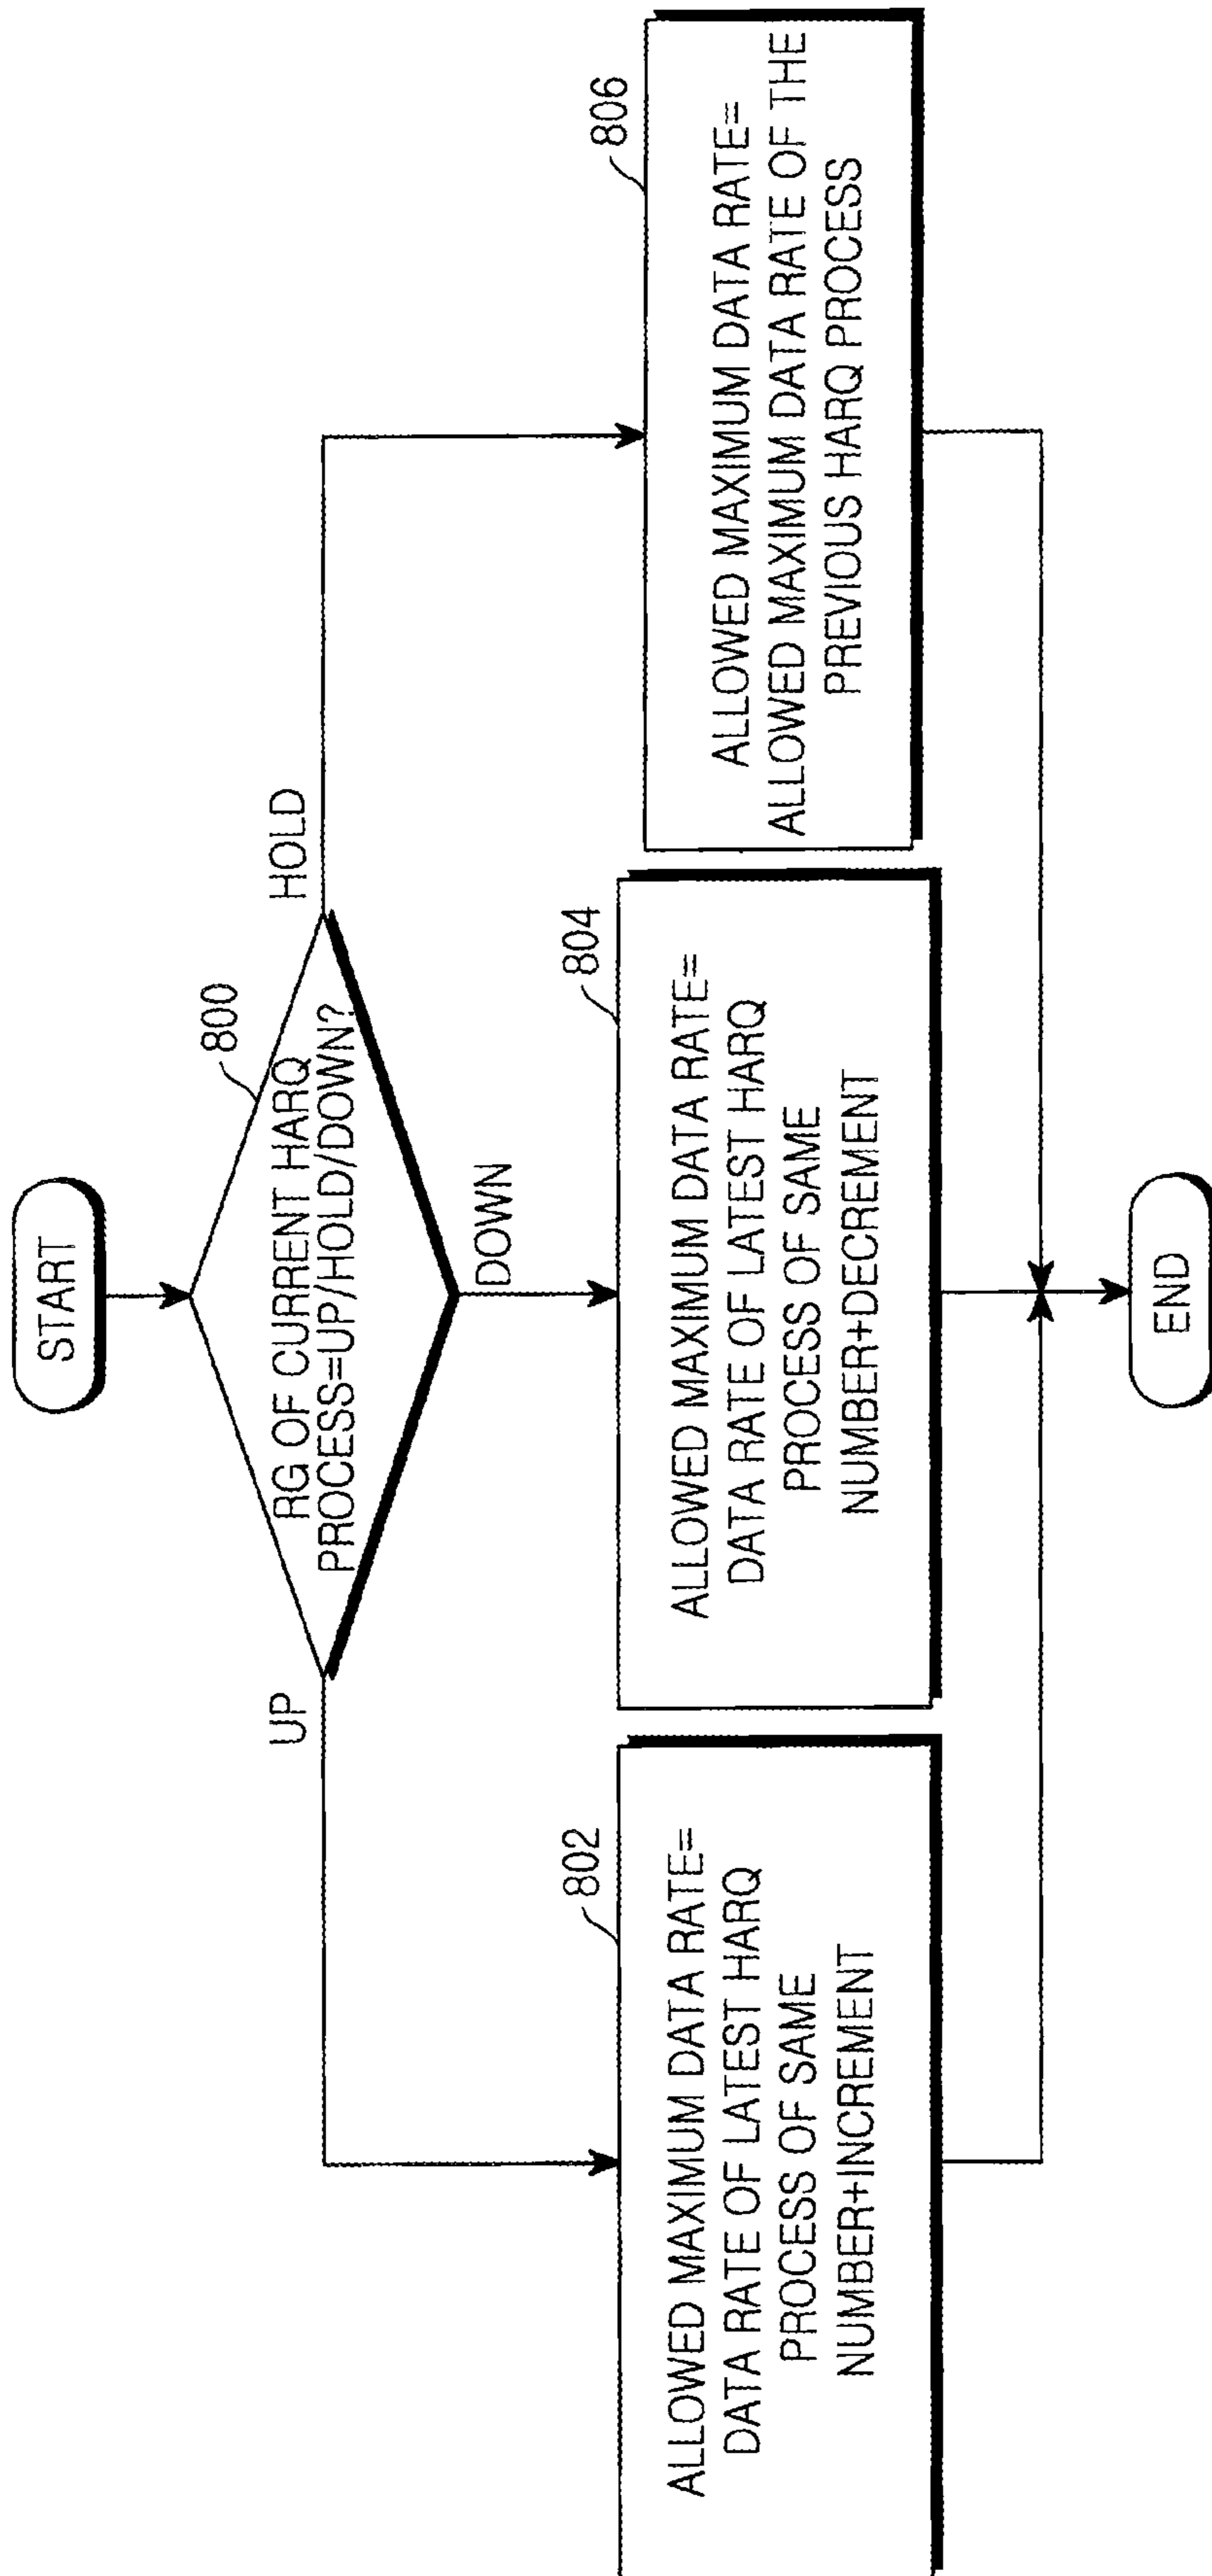 START
800
RG OF CURRENT HARQ
PROCESS=UP/HOLD/DOWN?
UP
HOLD
DOWN
802
ALLOWED MAXIMUM DATA RATE=
DATA RATE OF LATEST HARQ
PROCESS OF SAME
NUMBER+INCREMENT
804
ALLOWED MAXIMUM DATA RATE=
DATA RATE OF LATEST HARQ
PROCESS OF SAME
NUMBER+DECREMENT
806
ALLOWED MAXIMUM DATA RATE=
ALLOWED MAXIMUM DATA RATE OF THE
PREVIOUS HARQ PROCESS
END